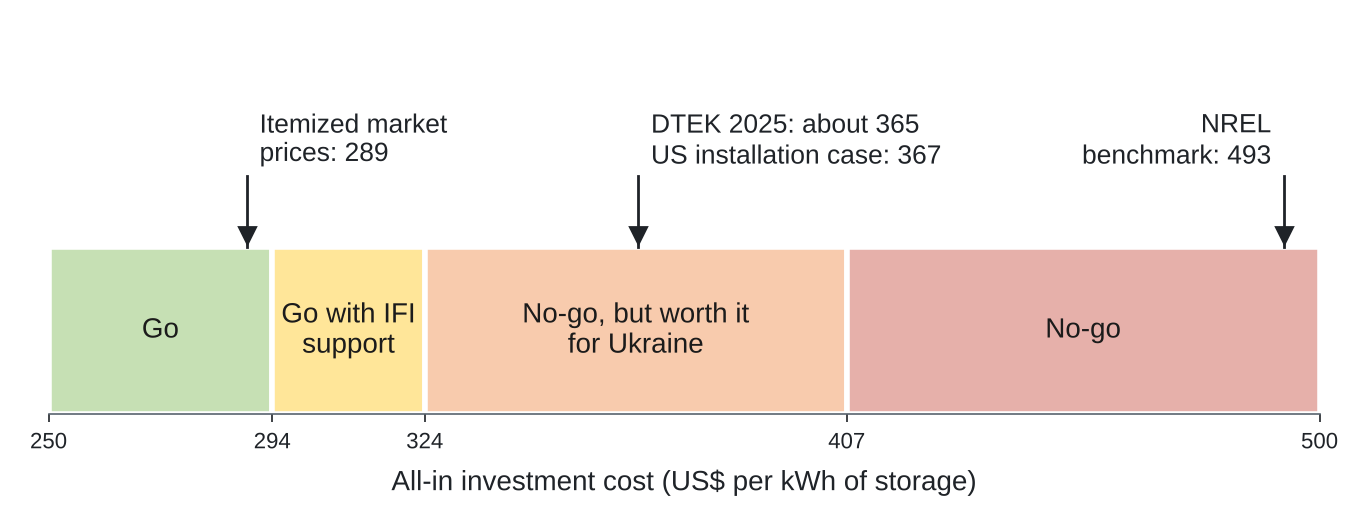 Itemized market
prices: 289
DTEK 2025: about 365
US installation case: 367
NREL
benchmark: 493
Go
Go with IFI
support
No-go, but worth it
for Ukraine
No-go
250
294
324
407
500
All-in investment cost (US$ per kWh of storage)